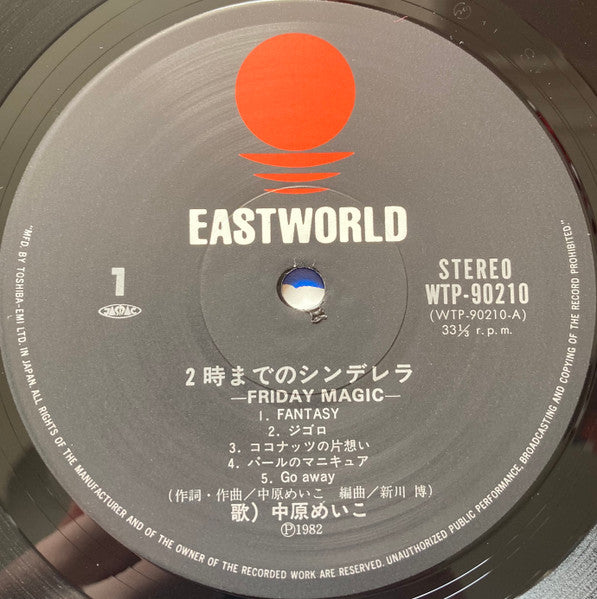 EASTWORLD
1
JASRAC
STEREO
WTP-90210
(WTP-90210-A)
33⅓ r.p.m.
2時までのシンデレラ
—FRIDAY MAGIC—
1. FANTASY
2. ジゴロ
3. ココナッツの片想い
4. パールのマニキュア
5. Go away
(作詞・作曲/中原めいこ 編曲/新川 博)
歌) 中原めいこ
Ⓟ1982
"MFD. BY TOSHIBA-EMI LTD. IN JAPAN. ALL RIGHTS OF THE MANUFACTURER AND OF THE OWNER OF THE RECORDED WORK ARE RESERVED. UNAUTHORIZED PUBLIC PERFORMANCE, BROADCASTING AND COPYING OF THE RECORD PROHIBITED."